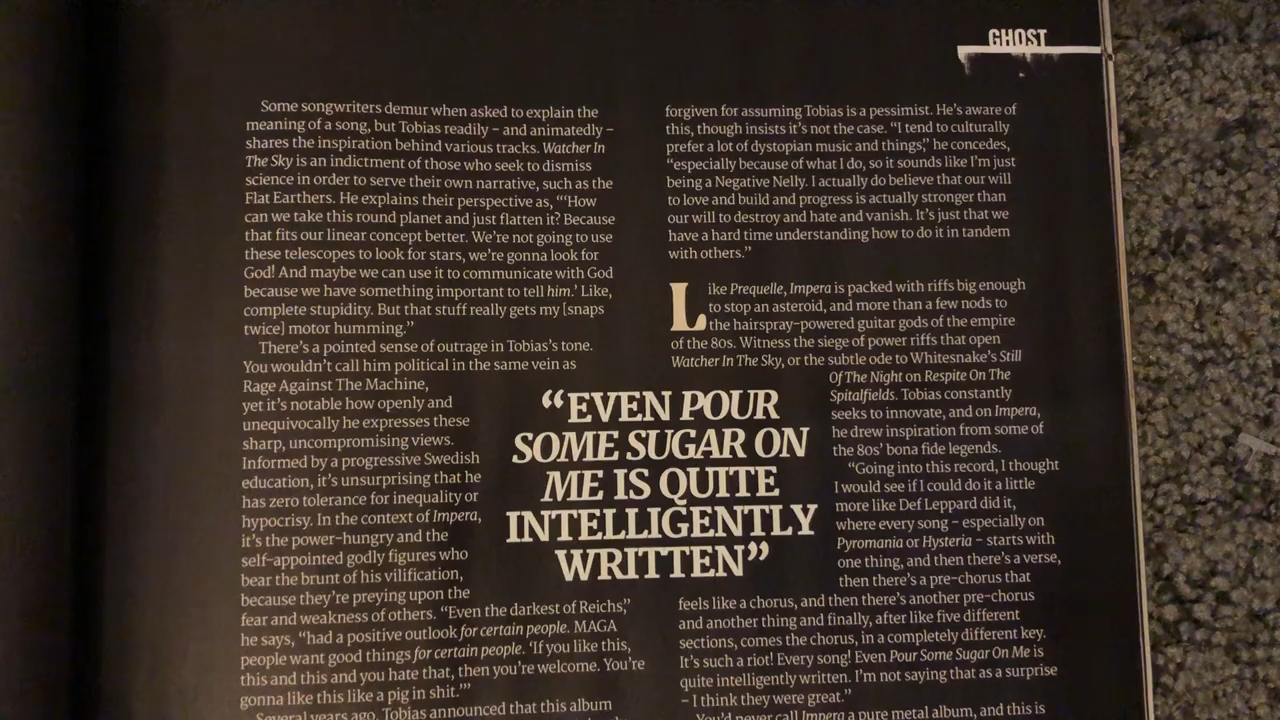 GHOST
Some songwriters demur when asked to explain the
meaning of a song, but Tobias readily – and animatedly –
shares the inspiration behind various tracks. Watcher In
The Sky is an indictment of those who seek to dismiss
science in order to serve their own narrative, such as the
Flat Earthers. He explains their perspective as, “‘How
can we take this round planet and just flatten it? Because
that fits our linear concept better. We’re not going to use
these telescopes to look for stars, we’re gonna look for
God! And maybe we can use it to communicate with God
because we have something important to tell him.’ Like,
complete stupidity. But that stuff really gets my [snaps
twice] motor humming.”
There’s a pointed sense of outrage in Tobias’s tone.
You wouldn’t call him political in the same vein as
Rage Against The Machine,
yet it’s notable how openly and
unequivocally he expresses these
sharp, uncompromising views.
Informed by a progressive Swedish
education, it’s unsurprising that he
has zero tolerance for inequality or
hypocrisy. In the context of Impera,
it’s the power-hungry and the
self-appointed godly figures who
bear the brunt of his vilification,
because they’re preying upon the
fear and weakness of others. “Even the darkest of Reichs,”
he says, “had a positive outlook for certain people. MAGA
people want good things for certain people. ‘If you like this,
this and this and you hate that, then you’re welcome. You’re
gonna like this like a pig in shit.’”
Several years ago, Tobias announced that this album
“EVEN POUR
SOME SUGAR ON
ME IS QUITE
INTELLIGENTLY
WRITTEN”
forgiven for assuming Tobias is a pessimist. He’s aware of
this, though insists it’s not the case. “I tend to culturally
prefer a lot of dystopian music and things,” he concedes,
“especially because of what I do, so it sounds like I’m just
being a Negative Nelly. I actually do believe that our will
to love and build and progress is actually stronger than
our will to destroy and hate and vanish. It’s just that we
have a hard time understanding how to do it in tandem
with others.”
Like Prequelle, Impera is packed with riffs big enough
to stop an asteroid, and more than a few nods to
the hairspray-powered guitar gods of the empire
of the 80s. Witness the siege of power riffs that open
Watcher In The Sky, or the subtle ode to Whitesnake’s Still
Of The Night on Respite On The
Spitalfields. Tobias constantly
seeks to innovate, and on Impera,
he drew inspiration from some of
the 80s’ bona fide legends.
“Going into this record, I thought
I would see if I could do it a little
more like Def Leppard did it,
where every song – especially on
Pyromania or Hysteria – starts with
one thing, and then there’s a verse,
then there’s a pre-chorus that
feels like a chorus, and then there’s another pre-chorus
and another thing and finally, after like five different
sections, comes the chorus, in a completely different key.
It’s such a riot! Every song! Even Pour Some Sugar On Me is
quite intelligently written. I’m not saying that as a surprise
– I think they were great.”
You’d never call Impera a pure metal album, and this is